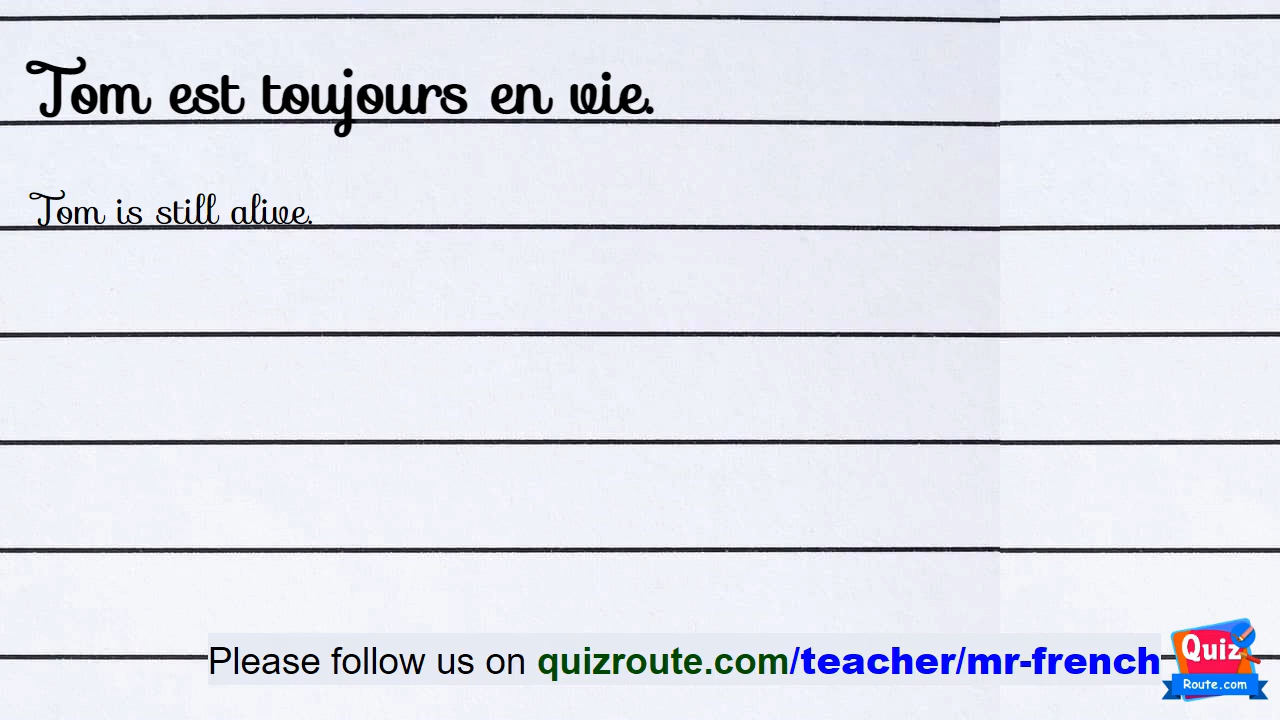 Tom est toujours en vie.
Tom is still alive.
Please follow us on quizroute.com/teacher/mr-french
Quiz
Route.com